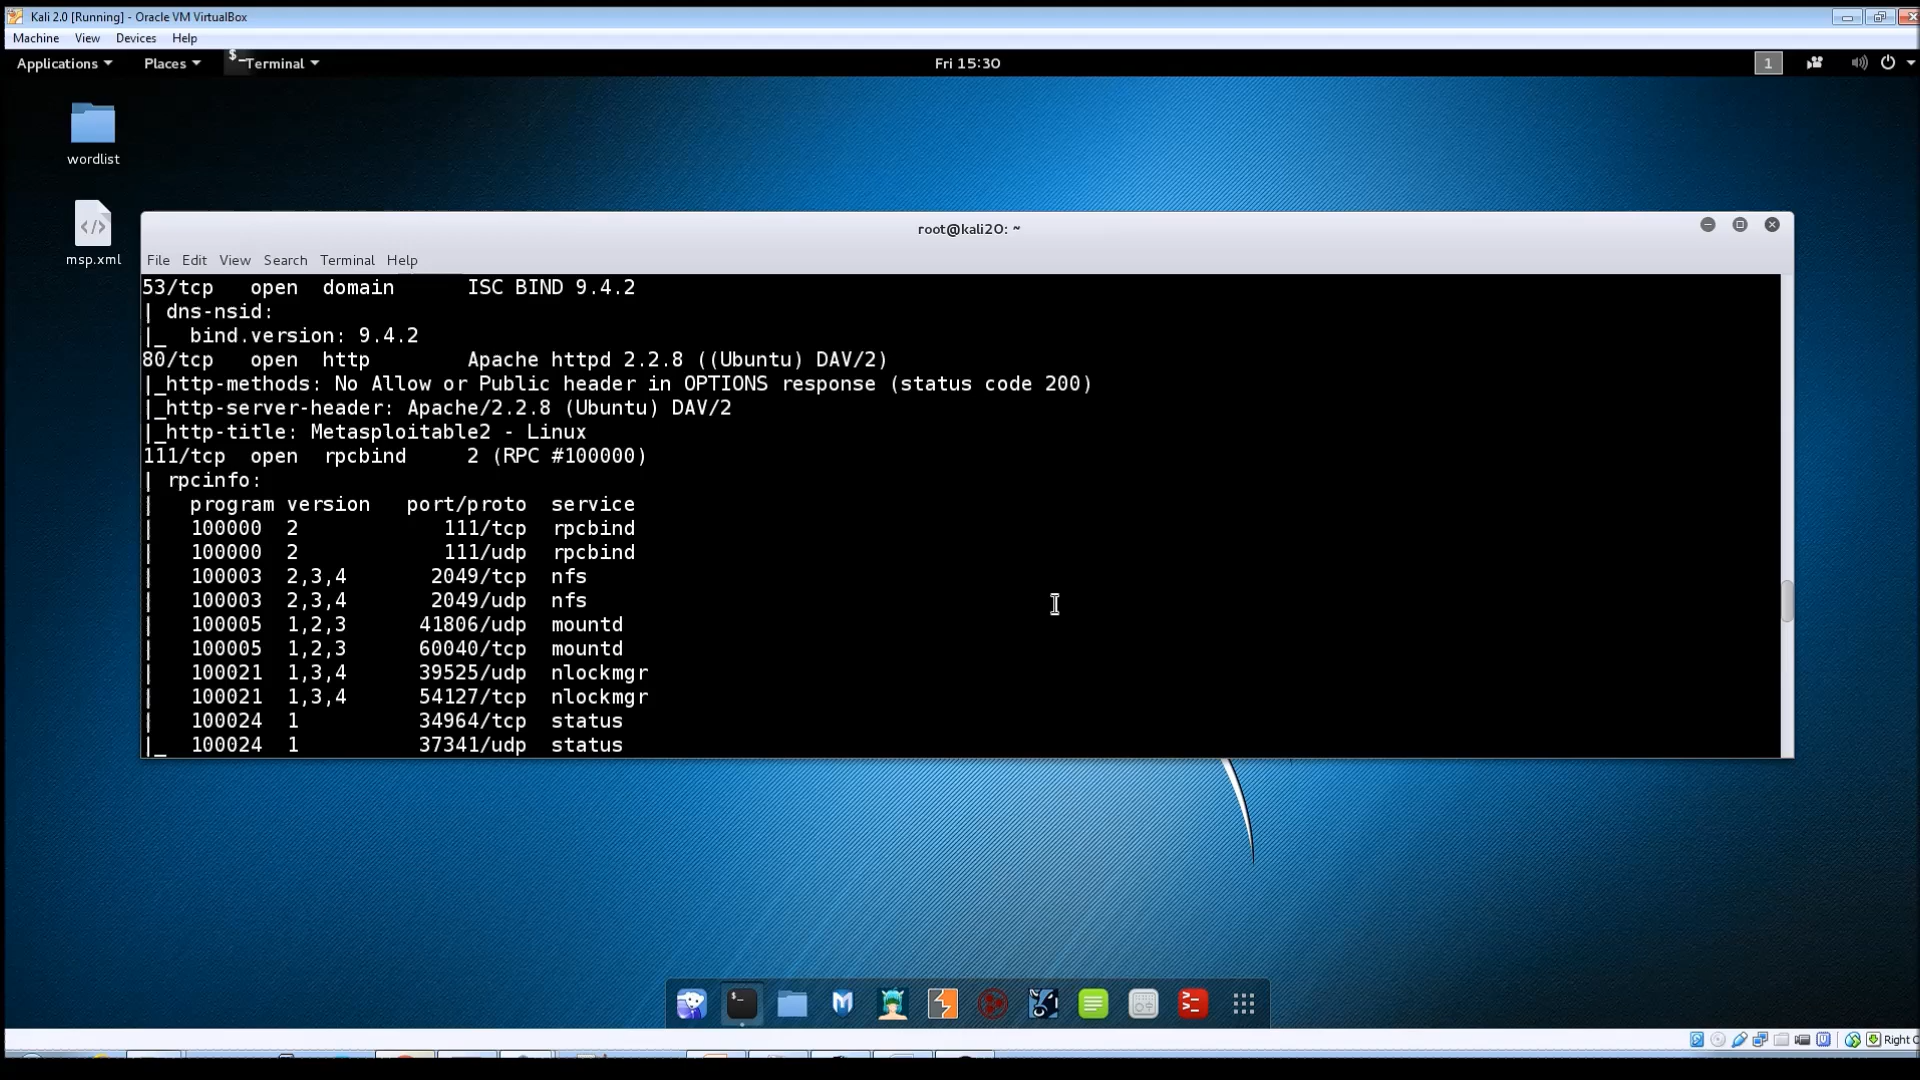 Kali 2.0 [Running] - Oracle VM VirtualBox
Machine View Devices Help
Applications Places $_Terminal Fri 15:30 1
wordlist
msp.xml
root@kali2O: ~
File Edit View Search Terminal Help
53/tcp   open  domain      ISC BIND 9.4.2
| dns-nsid:
|_  bind.version: 9.4.2
80/tcp   open  http        Apache httpd 2.2.8 ((Ubuntu) DAV/2)
|_http-methods: No Allow or Public header in OPTIONS response (status code 200)
|_http-server-header: Apache/2.2.8 (Ubuntu) DAV/2
|_http-title: Metasploitable2 - Linux
111/tcp  open  rpcbind     2 (RPC #100000)
| rpcinfo:
|   program version   port/proto  service
|   100000  2            111/tcp  rpcbind
|   100000  2            111/udp  rpcbind
|   100003  2,3,4       2049/tcp  nfs
|   100003  2,3,4       2049/udp  nfs
|   100005  1,2,3      41806/udp  mountd
|   100005  1,2,3      60040/tcp  mountd
|   100021  1,3,4      39525/udp  nlockmgr
|   100021  1,3,4      54127/tcp  nlockmgr
|   100024  1          34964/tcp  status
|_  100024  1          37341/udp  status
Right C